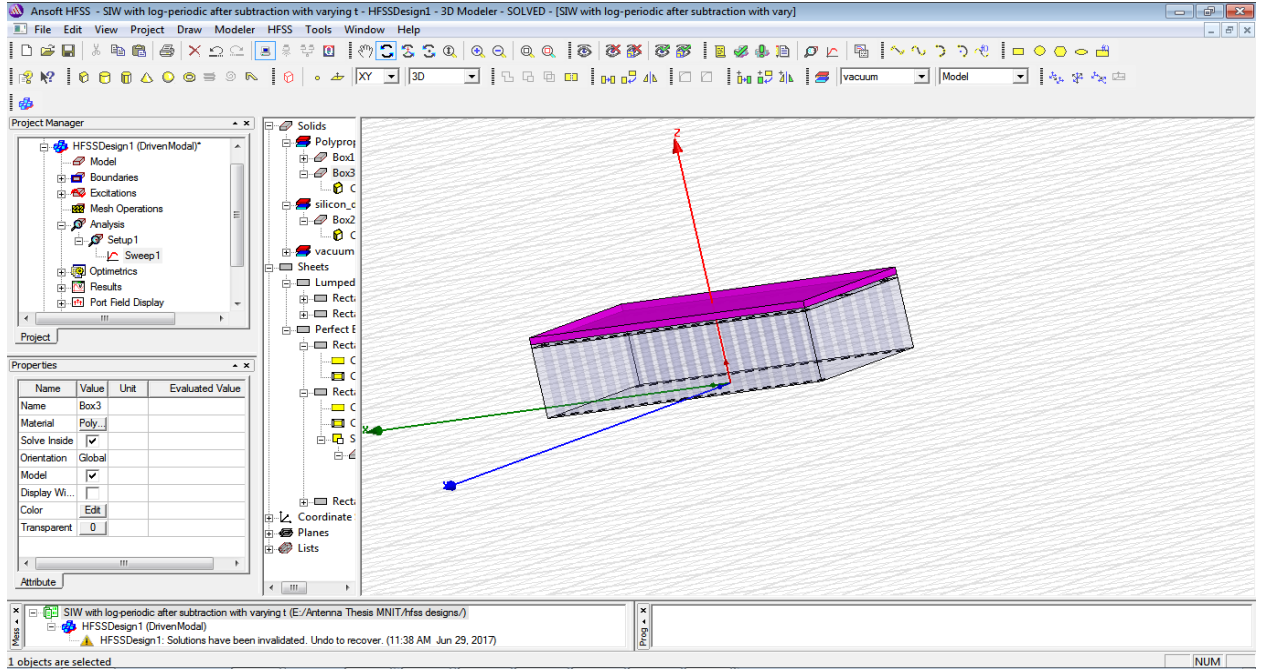 Ansoft HFSS - SIW with log-periodic after subtraction with varying t - HFSSDesign1 - 3D Modeler - SOLVED - [SIW with log-periodic after subtraction with vary]
File Edit View Project Draw Modeler HFSS Tools Window Help
XY 3D vacuum Model
Project Manager
HFSSDesign1 (DrivenModal)*
Model
Boundaries
Excitations
Mesh Operations
Analysis
Setup1
Sweep1
Optimetrics
Results
Port Field Display
Project
Properties
Name Value Unit Evaluated Value
Name Box3
Material Poly...
Solve Inside
Orientation Global
Model
Display Wi...
Color Edit
Transparent 0
Attribute
Solids
Polyprop
Box1
Box3
C
silicon_d
Box2
C
vacuum
Sheets
Lumped
Recta
Recta
Perfect E
Recta
C
C
Recta
C
C
S
Recta
Coordinate
Planes
Lists
Z
Mess
SIW with log-periodic after subtraction with varying t (E:/Antenna Thesis MNIT/hfss designs/)
HFSSDesign1 (DrivenModal)
HFSSDesign1: Solutions have been invalidated. Undo to recover. (11:38 AM Jun 29, 2017)
Prog
1 objects are selected
NUM